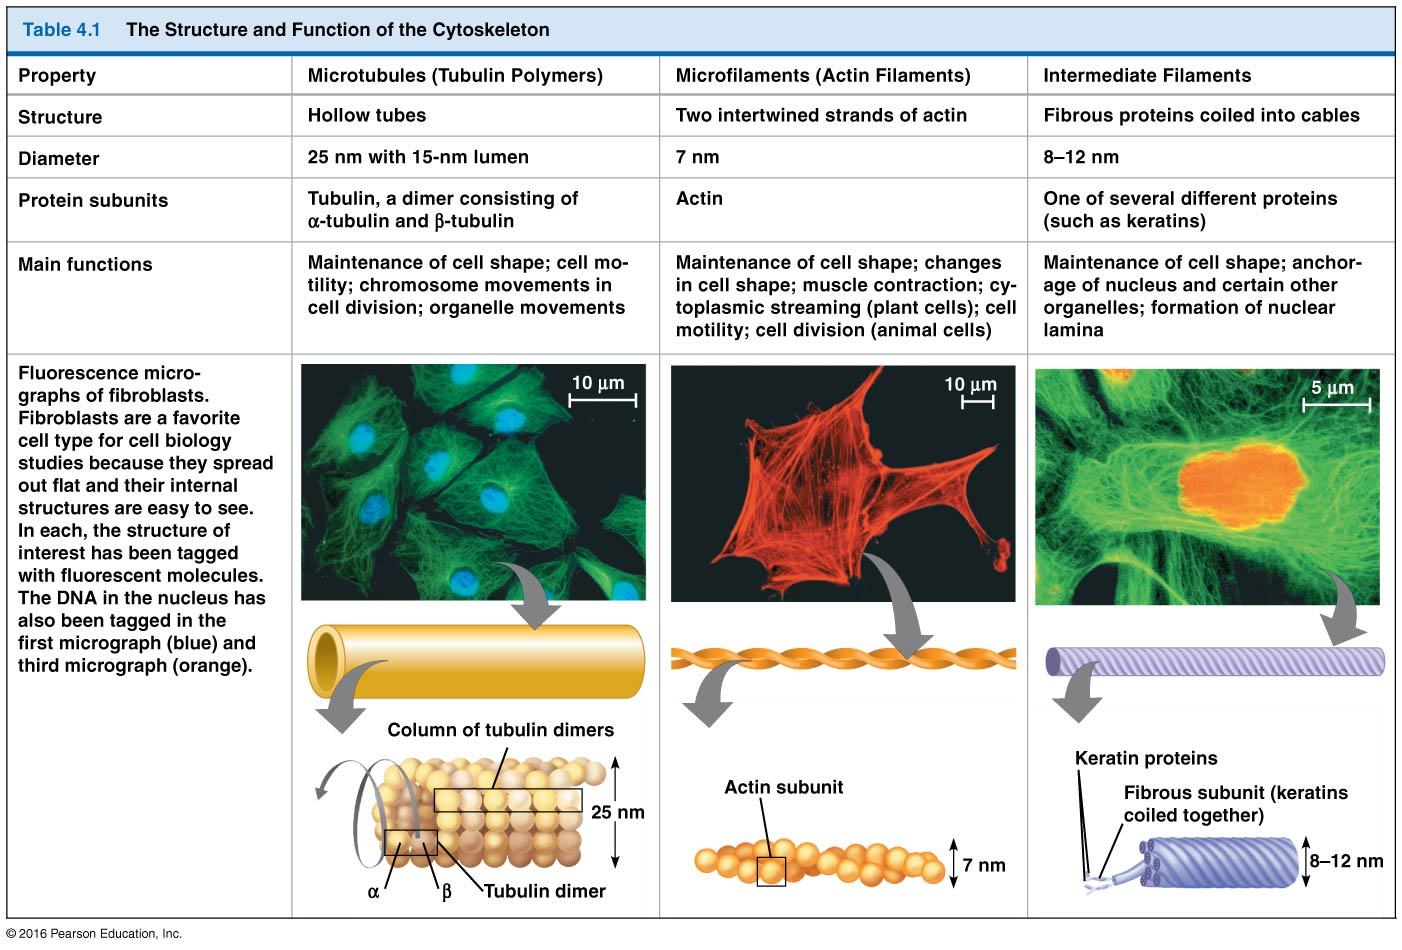 Table 4.1 The Structure and Function of the Cytoskeleton
Property
Microtubules (Tubulin Polymers)
Microfilaments (Actin Filaments)
Intermediate Filaments
Structure
Hollow tubes
Two intertwined strands of actin
Fibrous proteins coiled into cables
Diameter
25 nm with 15-nm lumen
7 nm
8–12 nm
Protein subunits
Tubulin, a dimer consisting of
α-tubulin and β-tubulin
Actin
One of several different proteins
(such as keratins)
Main functions
Maintenance of cell shape; cell mo-
tility; chromosome movements in
cell division; organelle movements
Maintenance of cell shape; changes
in cell shape; muscle contraction; cy-
toplasmic streaming (plant cells); cell
motility; cell division (animal cells)
Maintenance of cell shape; anchor-
age of nucleus and certain other
organelles; formation of nuclear
lamina
Fluorescence micro-
graphs of fibroblasts.
Fibroblasts are a favorite
cell type for cell biology
studies because they spread
out flat and their internal
structures are easy to see.
In each, the structure of
interest has been tagged
with fluorescent molecules.
The DNA in the nucleus has
also been tagged in the
first micrograph (blue) and
third micrograph (orange).
10 μm
Column of tubulin dimers
25 nm
α
β
Tubulin dimer
10 μm
Actin subunit
7 nm
5 μm
Keratin proteins
Fibrous subunit (keratins
coiled together)
8–12 nm
© 2016 Pearson Education, Inc.